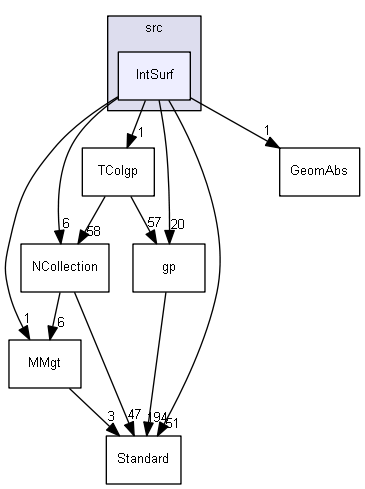 src
IntSurf
1
1
TColgp
GeomAbs
6
58
57
20
NCollection
gp
1
6
MMgt
3
47
194
51
Standard